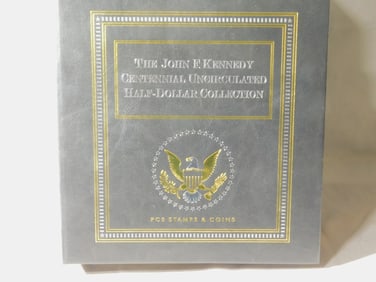 THE JOHN F. KENNEDY
CENTENNIAL UNCIRCULATED
HALF-DOLLAR COLLECTION
PCS STAMPS & COINS